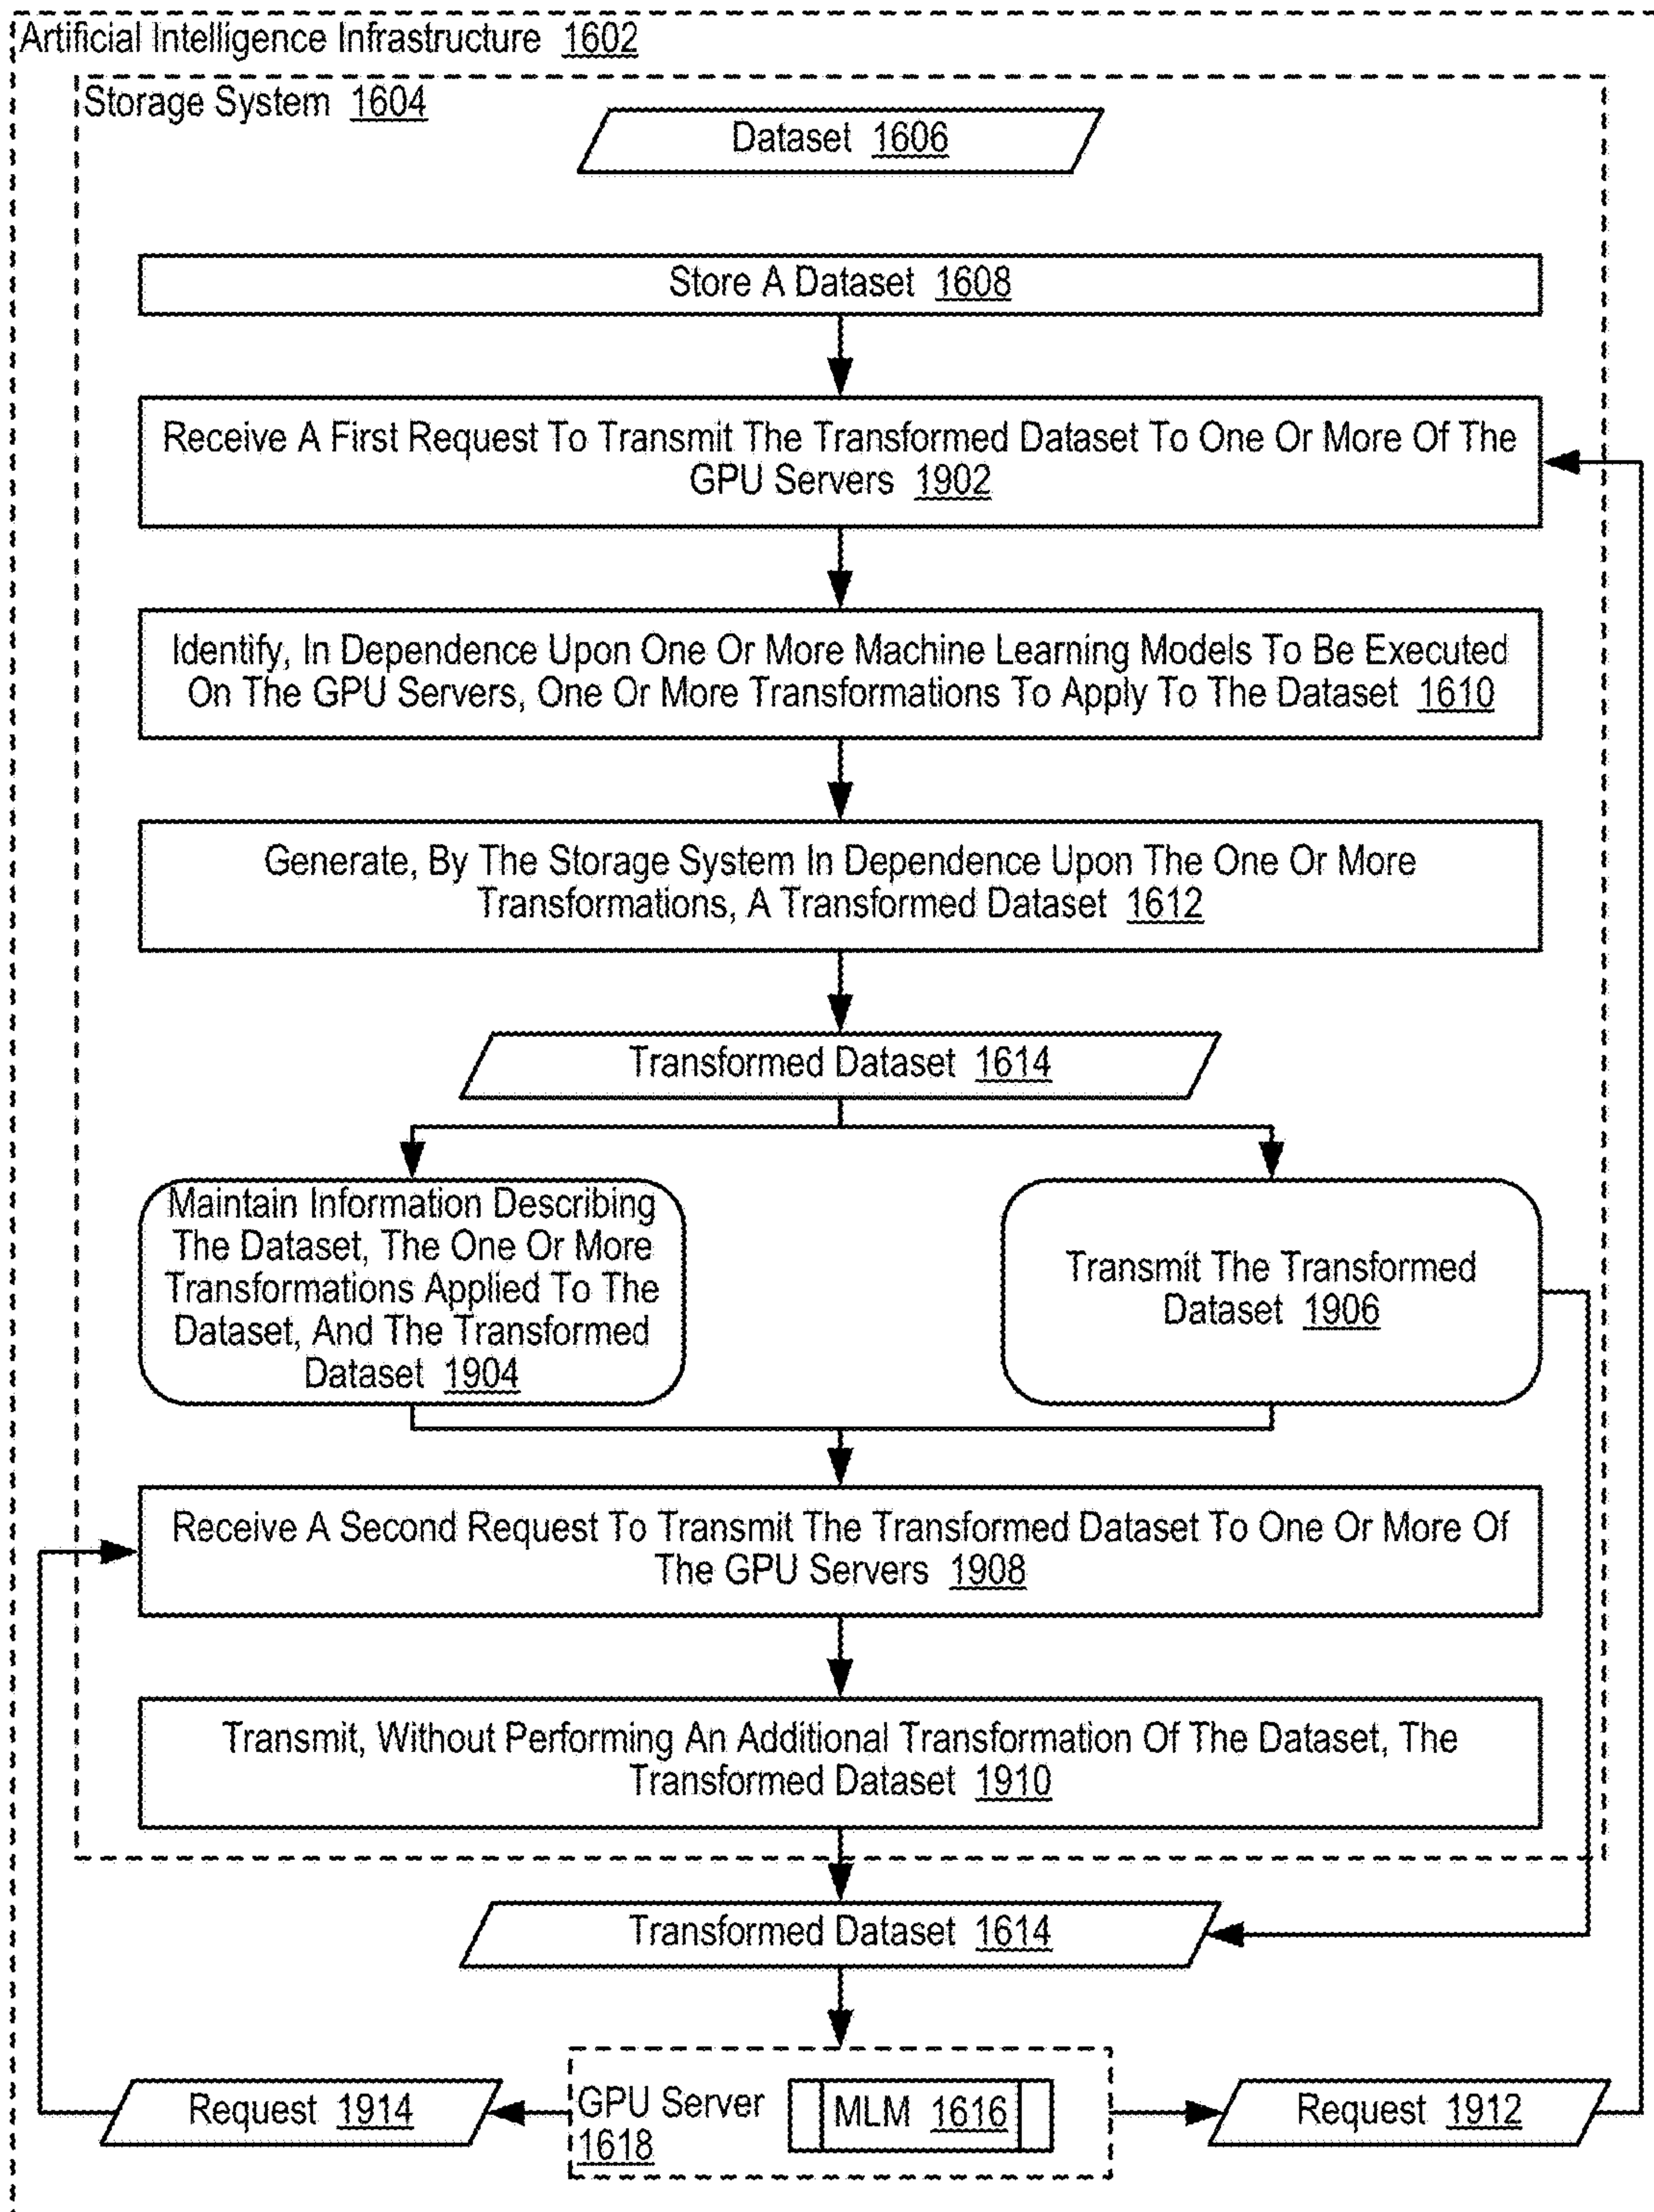 Artificial Intelligence Infrastructure 1602
Storage System 1604
Dataset 1606
Store A Dataset 1608
Receive A First Request To Transmit The Transformed Dataset To One Or More Of The
GPU Servers 1902
Identify, In Dependence Upon One Or More Machine Learning Models To Be Executed
On The GPU Servers, One Or More Transformations To Apply To The Dataset 1610
Generate, By The Storage System In Dependence Upon The One Or More
Transformations, A Transformed Dataset 1612
Transformed Dataset 1614
Maintain Information Describing
The Dataset, The One Or More
Transformations Applied To The
Dataset, And The Transformed
Dataset 1904
Transmit The Transformed
Dataset 1906
Receive A Second Request To Transmit The Transformed Dataset To One Or More Of
The GPU Servers 1908
Transmit, Without Performing An Additional Transformation Of The Dataset, The
Transformed Dataset 1910
Transformed Dataset 1614
Request 1914
GPU Server
1618
MLM 1616
Request 1912